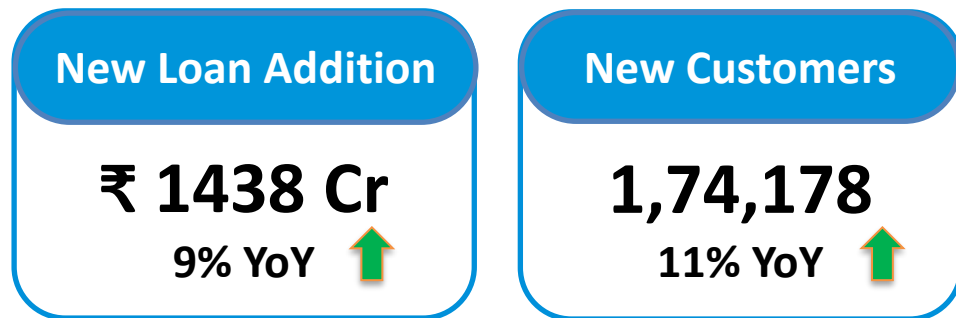 New Loan Addition
₹ 1438 Cr
9% YoY
New Customers
1,74,178
11% YoY